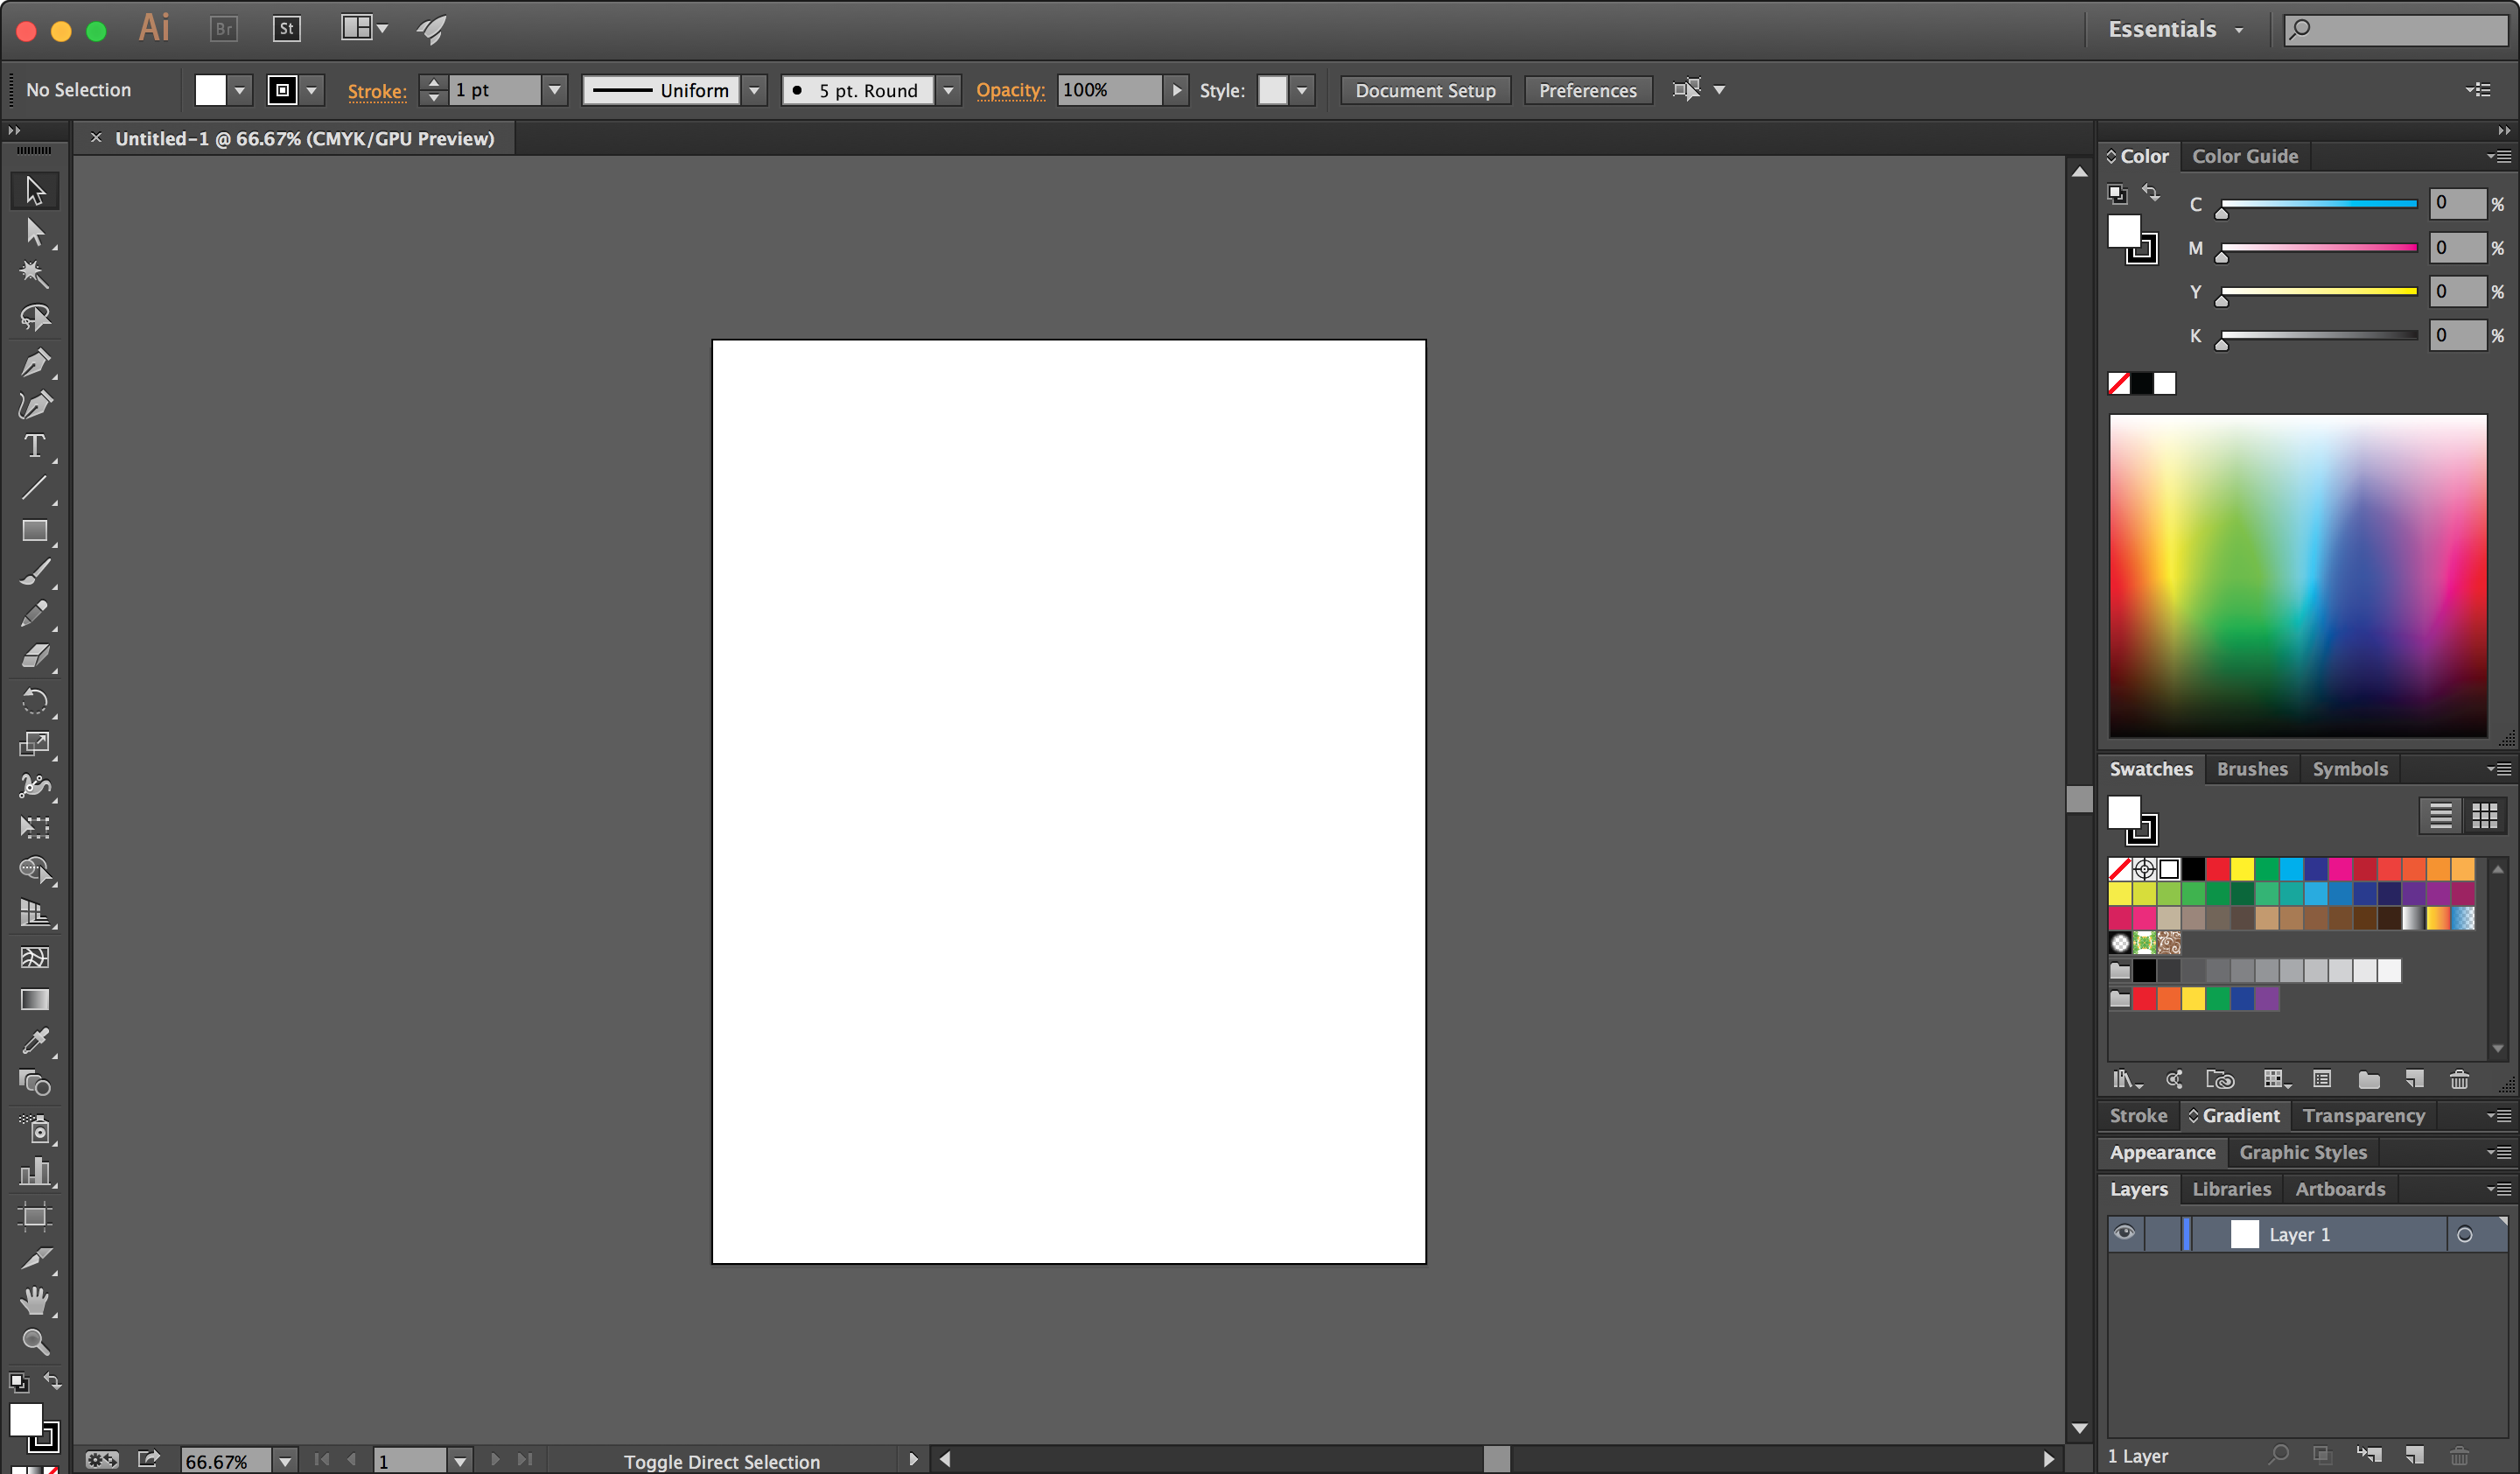 Ai Br St Essentials
No Selection Stroke: 1 pt Uniform 5 pt. Round Opacity: 100% Style: Document Setup Preferences
Untitled-1 @ 66.67% (CMYK/GPU Preview)
Color Color Guide
C 0 %
M 0 %
Y 0 %
K 0 %
Swatches Brushes Symbols
Stroke Gradient Transparency
Appearance Graphic Styles
Layers Libraries Artboards
Layer 1
1 Layer
66.67% 1 Toggle Direct Selection